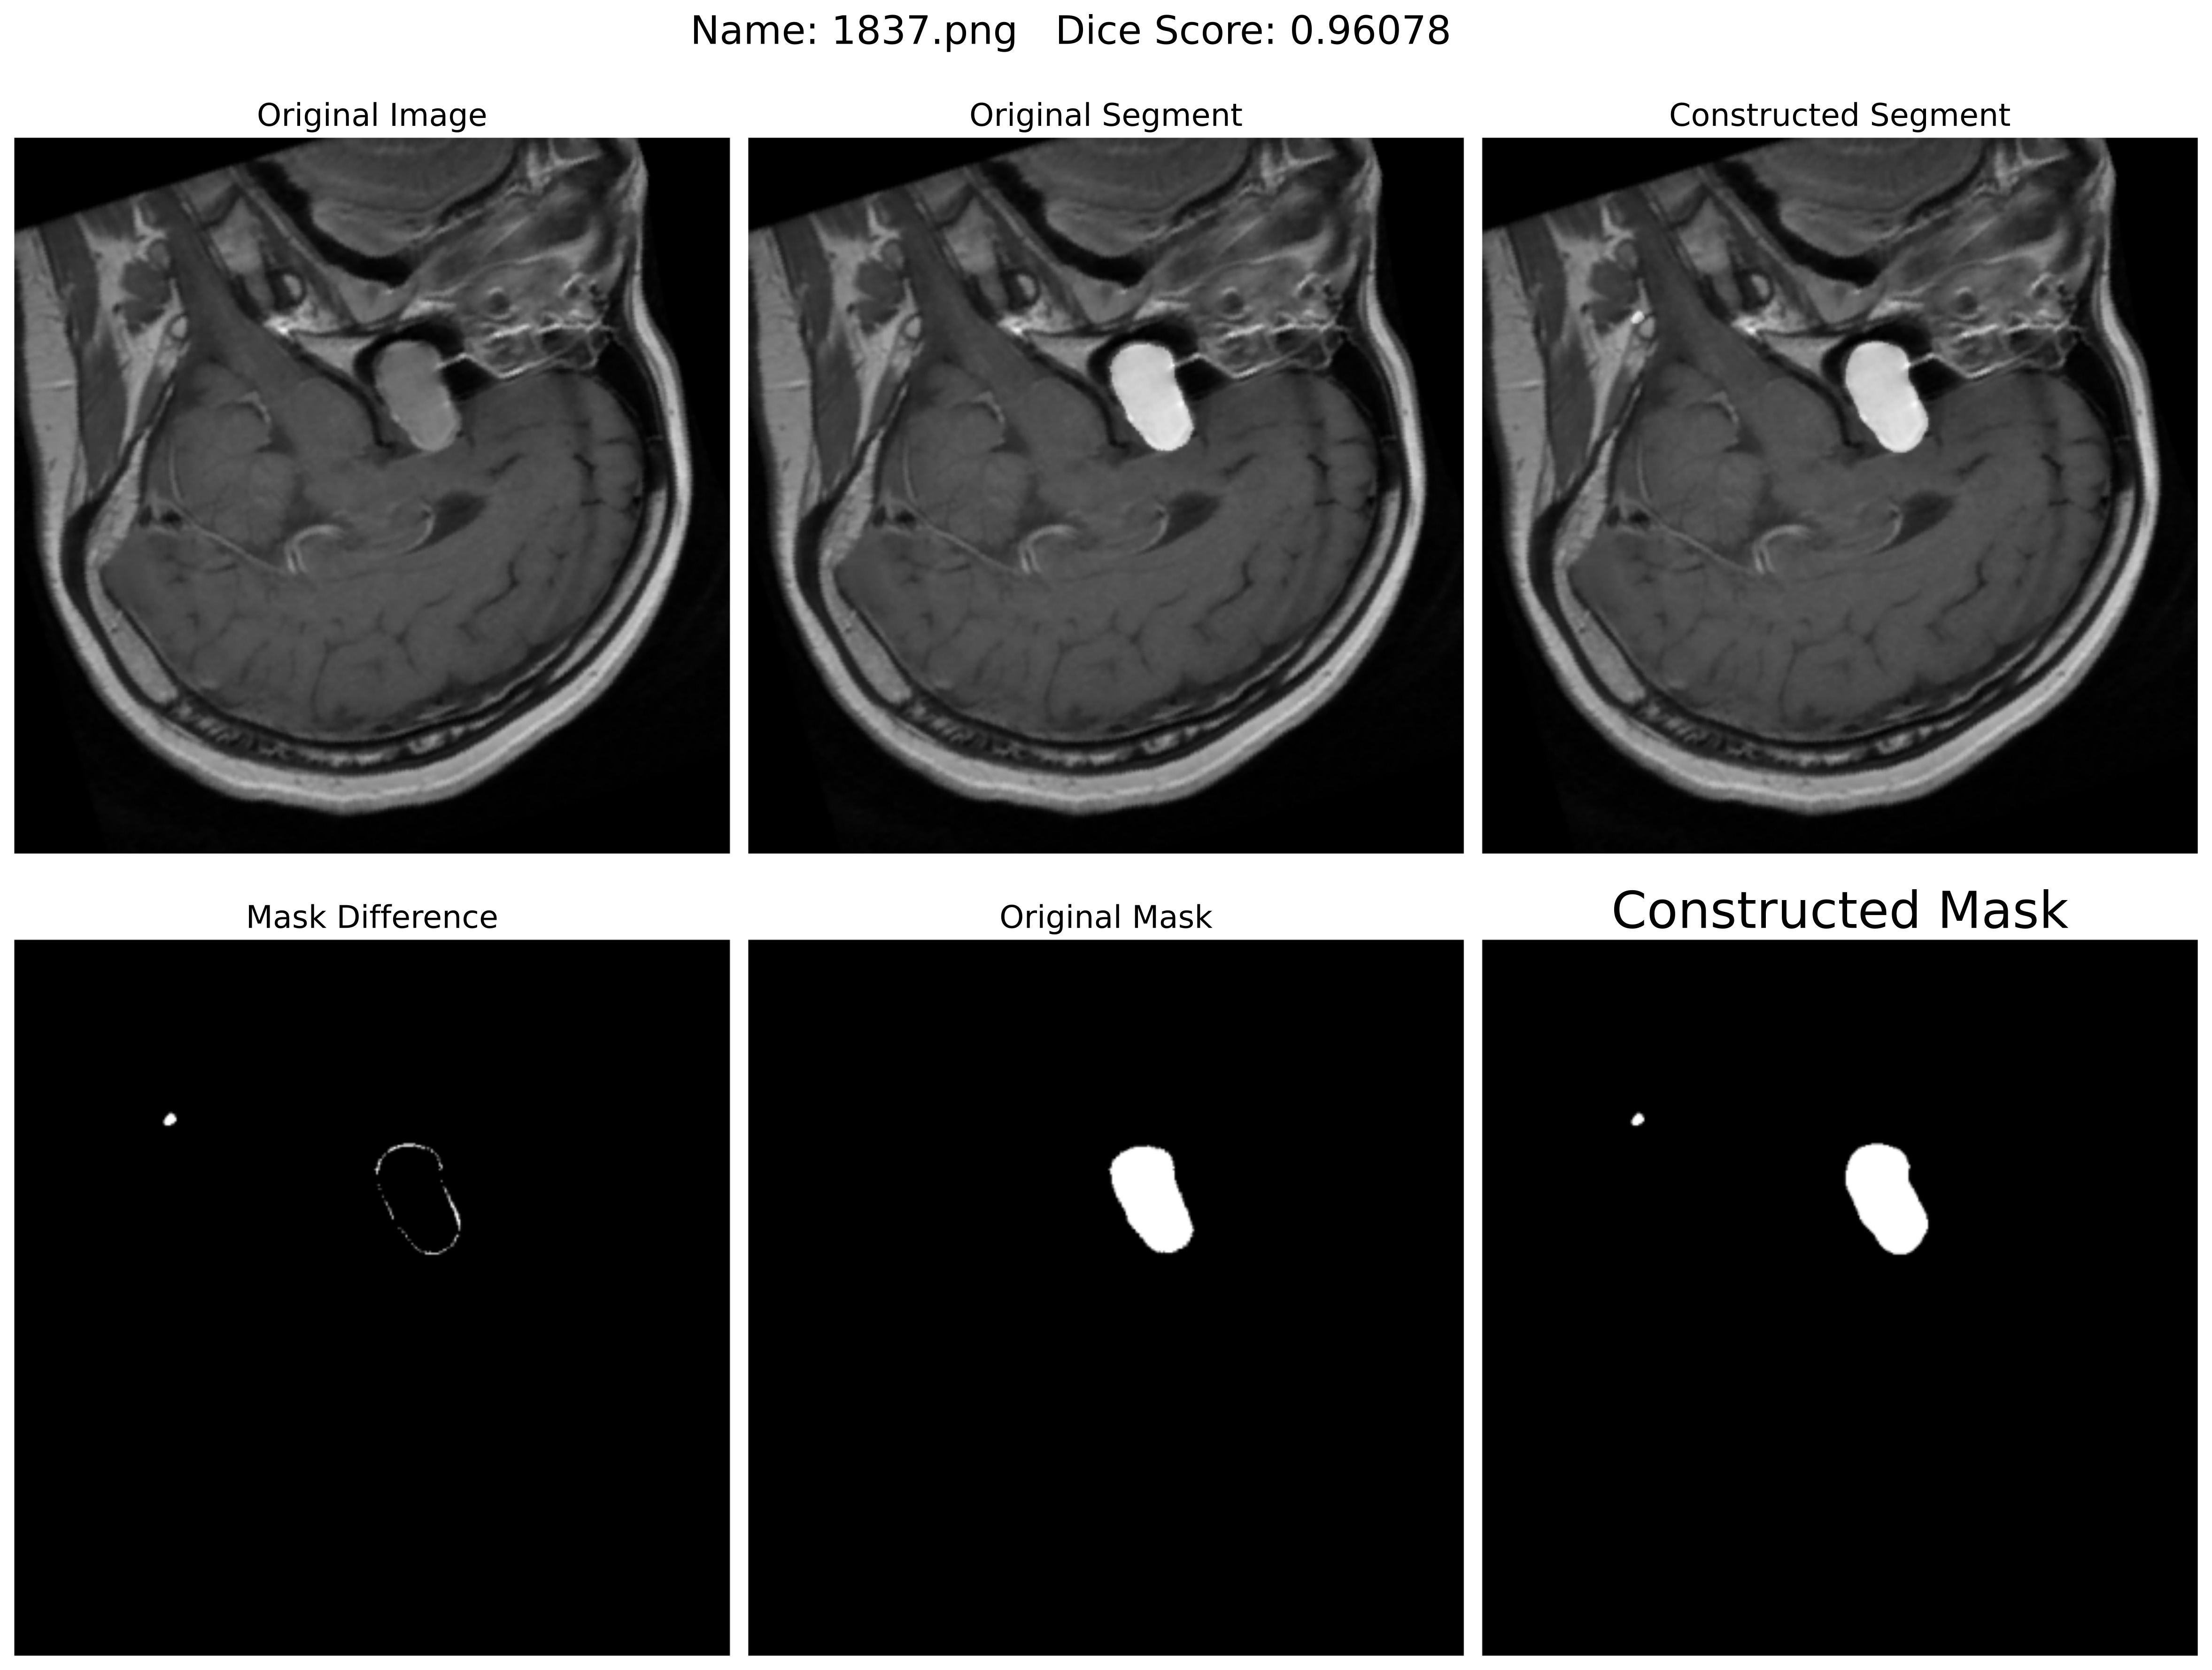 Name: 1837.png   Dice Score: 0.96078
Original Image
Original Segment
Constructed Segment
Mask Difference
Original Mask
Constructed Mask